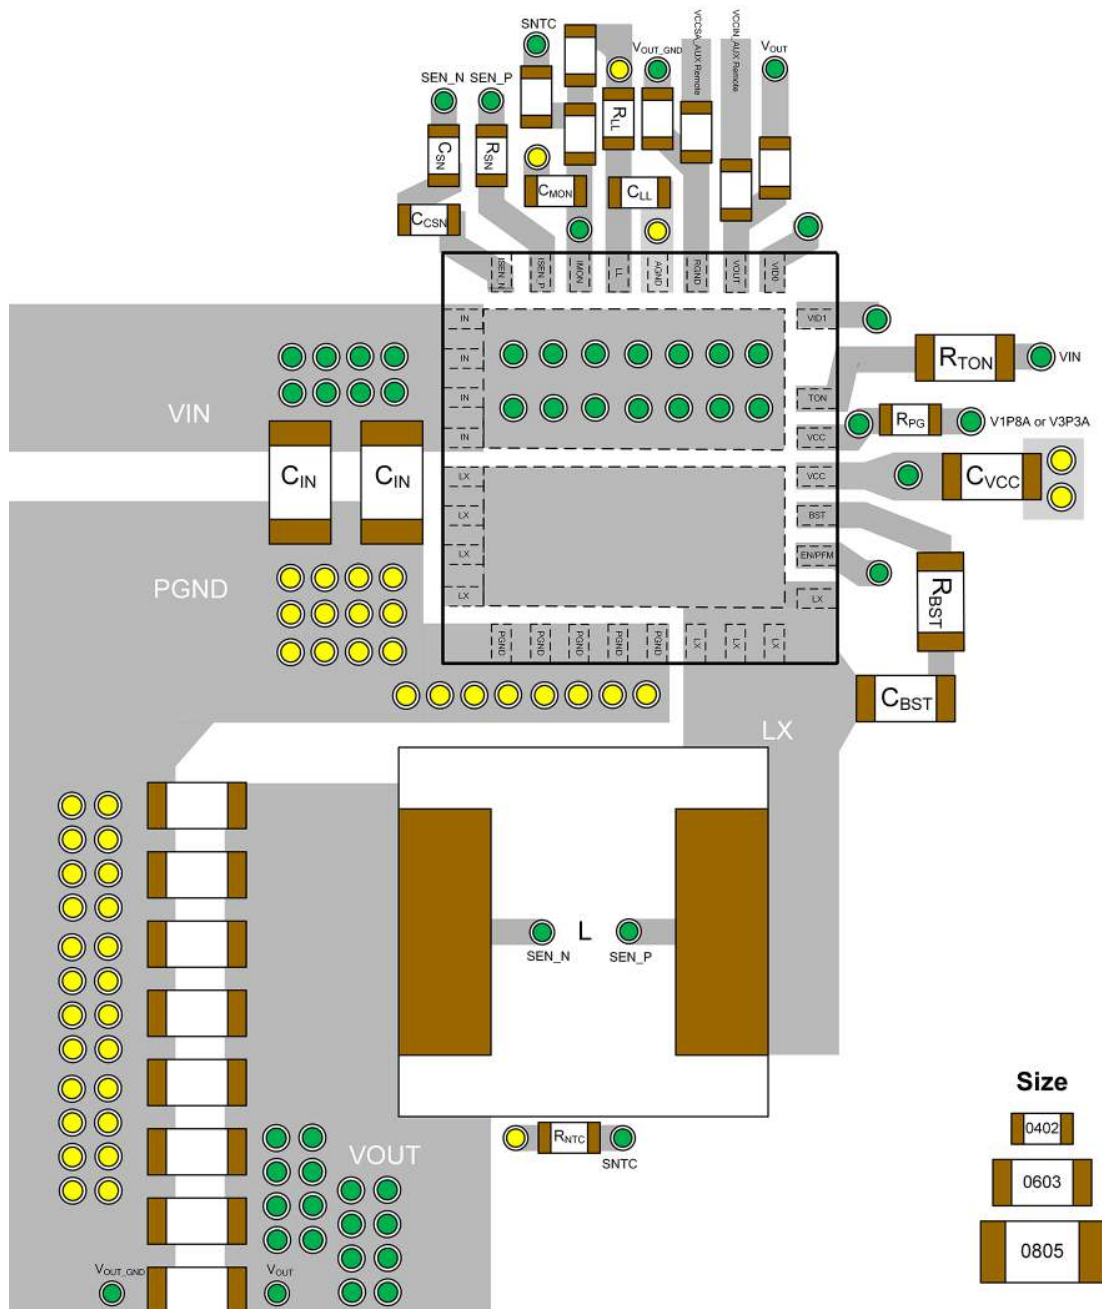 SNTC
VCCSA_AUX Remote
VCCIN_AUX Remote
VOUT_GND
VOUT
SEN_N
SEN_P
RLL
CSN
RSN
CMON
CLL
CCSN
ISEN_N
ISEN_P
IMON
LL
AGND
RGND
VOUT
VID0
IN
VID1
IN
RTON
VIN
VIN
IN
TON
RPG
V1P8A or V3P3A
IN
VCC
CIN
CIN
LX
VCC
CVCC
LX
BST
LX
EN/PFM
PGND
RBST
LX
LX
PGND
PGND
PGND
PGND
PGND
LX
LX
LX
CBST
LX
L
SEN_N
SEN_P
Size
0402
RNTC
VOUT
SNTC
0603
0805
VOUT_GND
VOUT